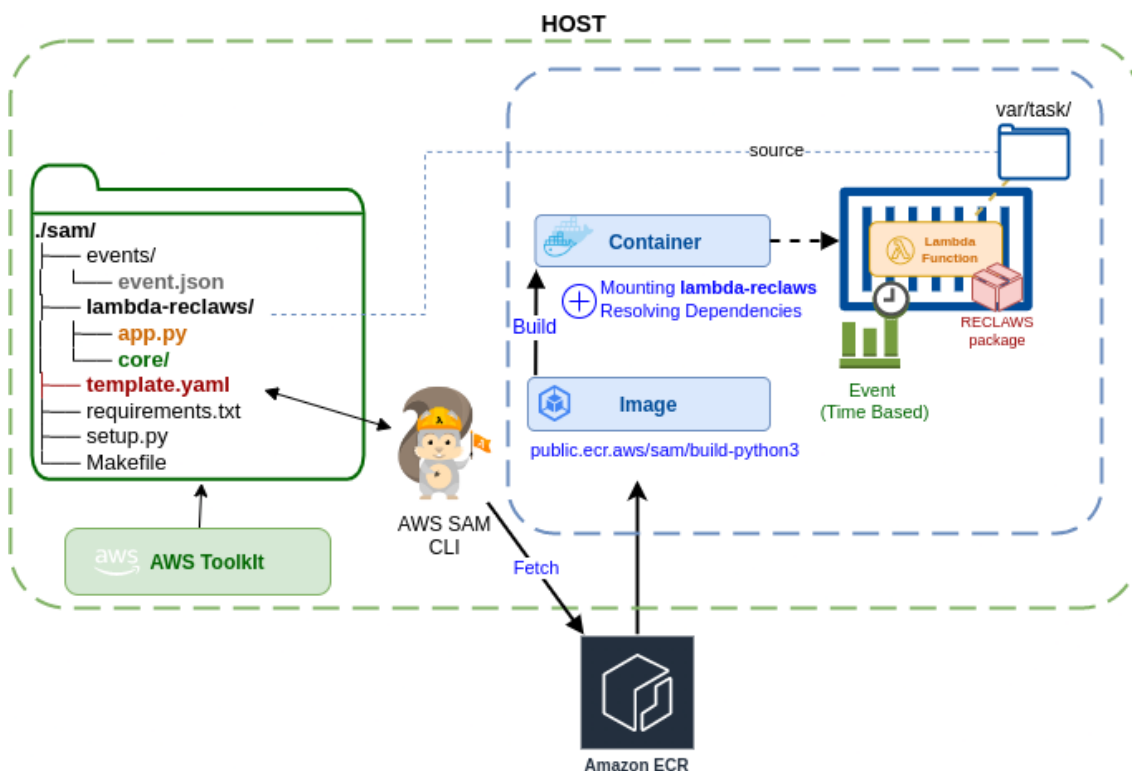 HOST
var/task/
source
./sam/
events/
event.json
lambda-reclaws/
app.py
core/
template.yaml
requirements.txt
setup.py
Makefile
aws
AWS ToolkIt
AWS SAM
CLI
Fetch
Amazon ECR
Image
public.ecr.aws/sam/build-python3
Build
Container
Mounting lambda-reclaws
Resolving Dependencies
λ
Lambda
Function
RECLAWS
package
Event
(Time Based)